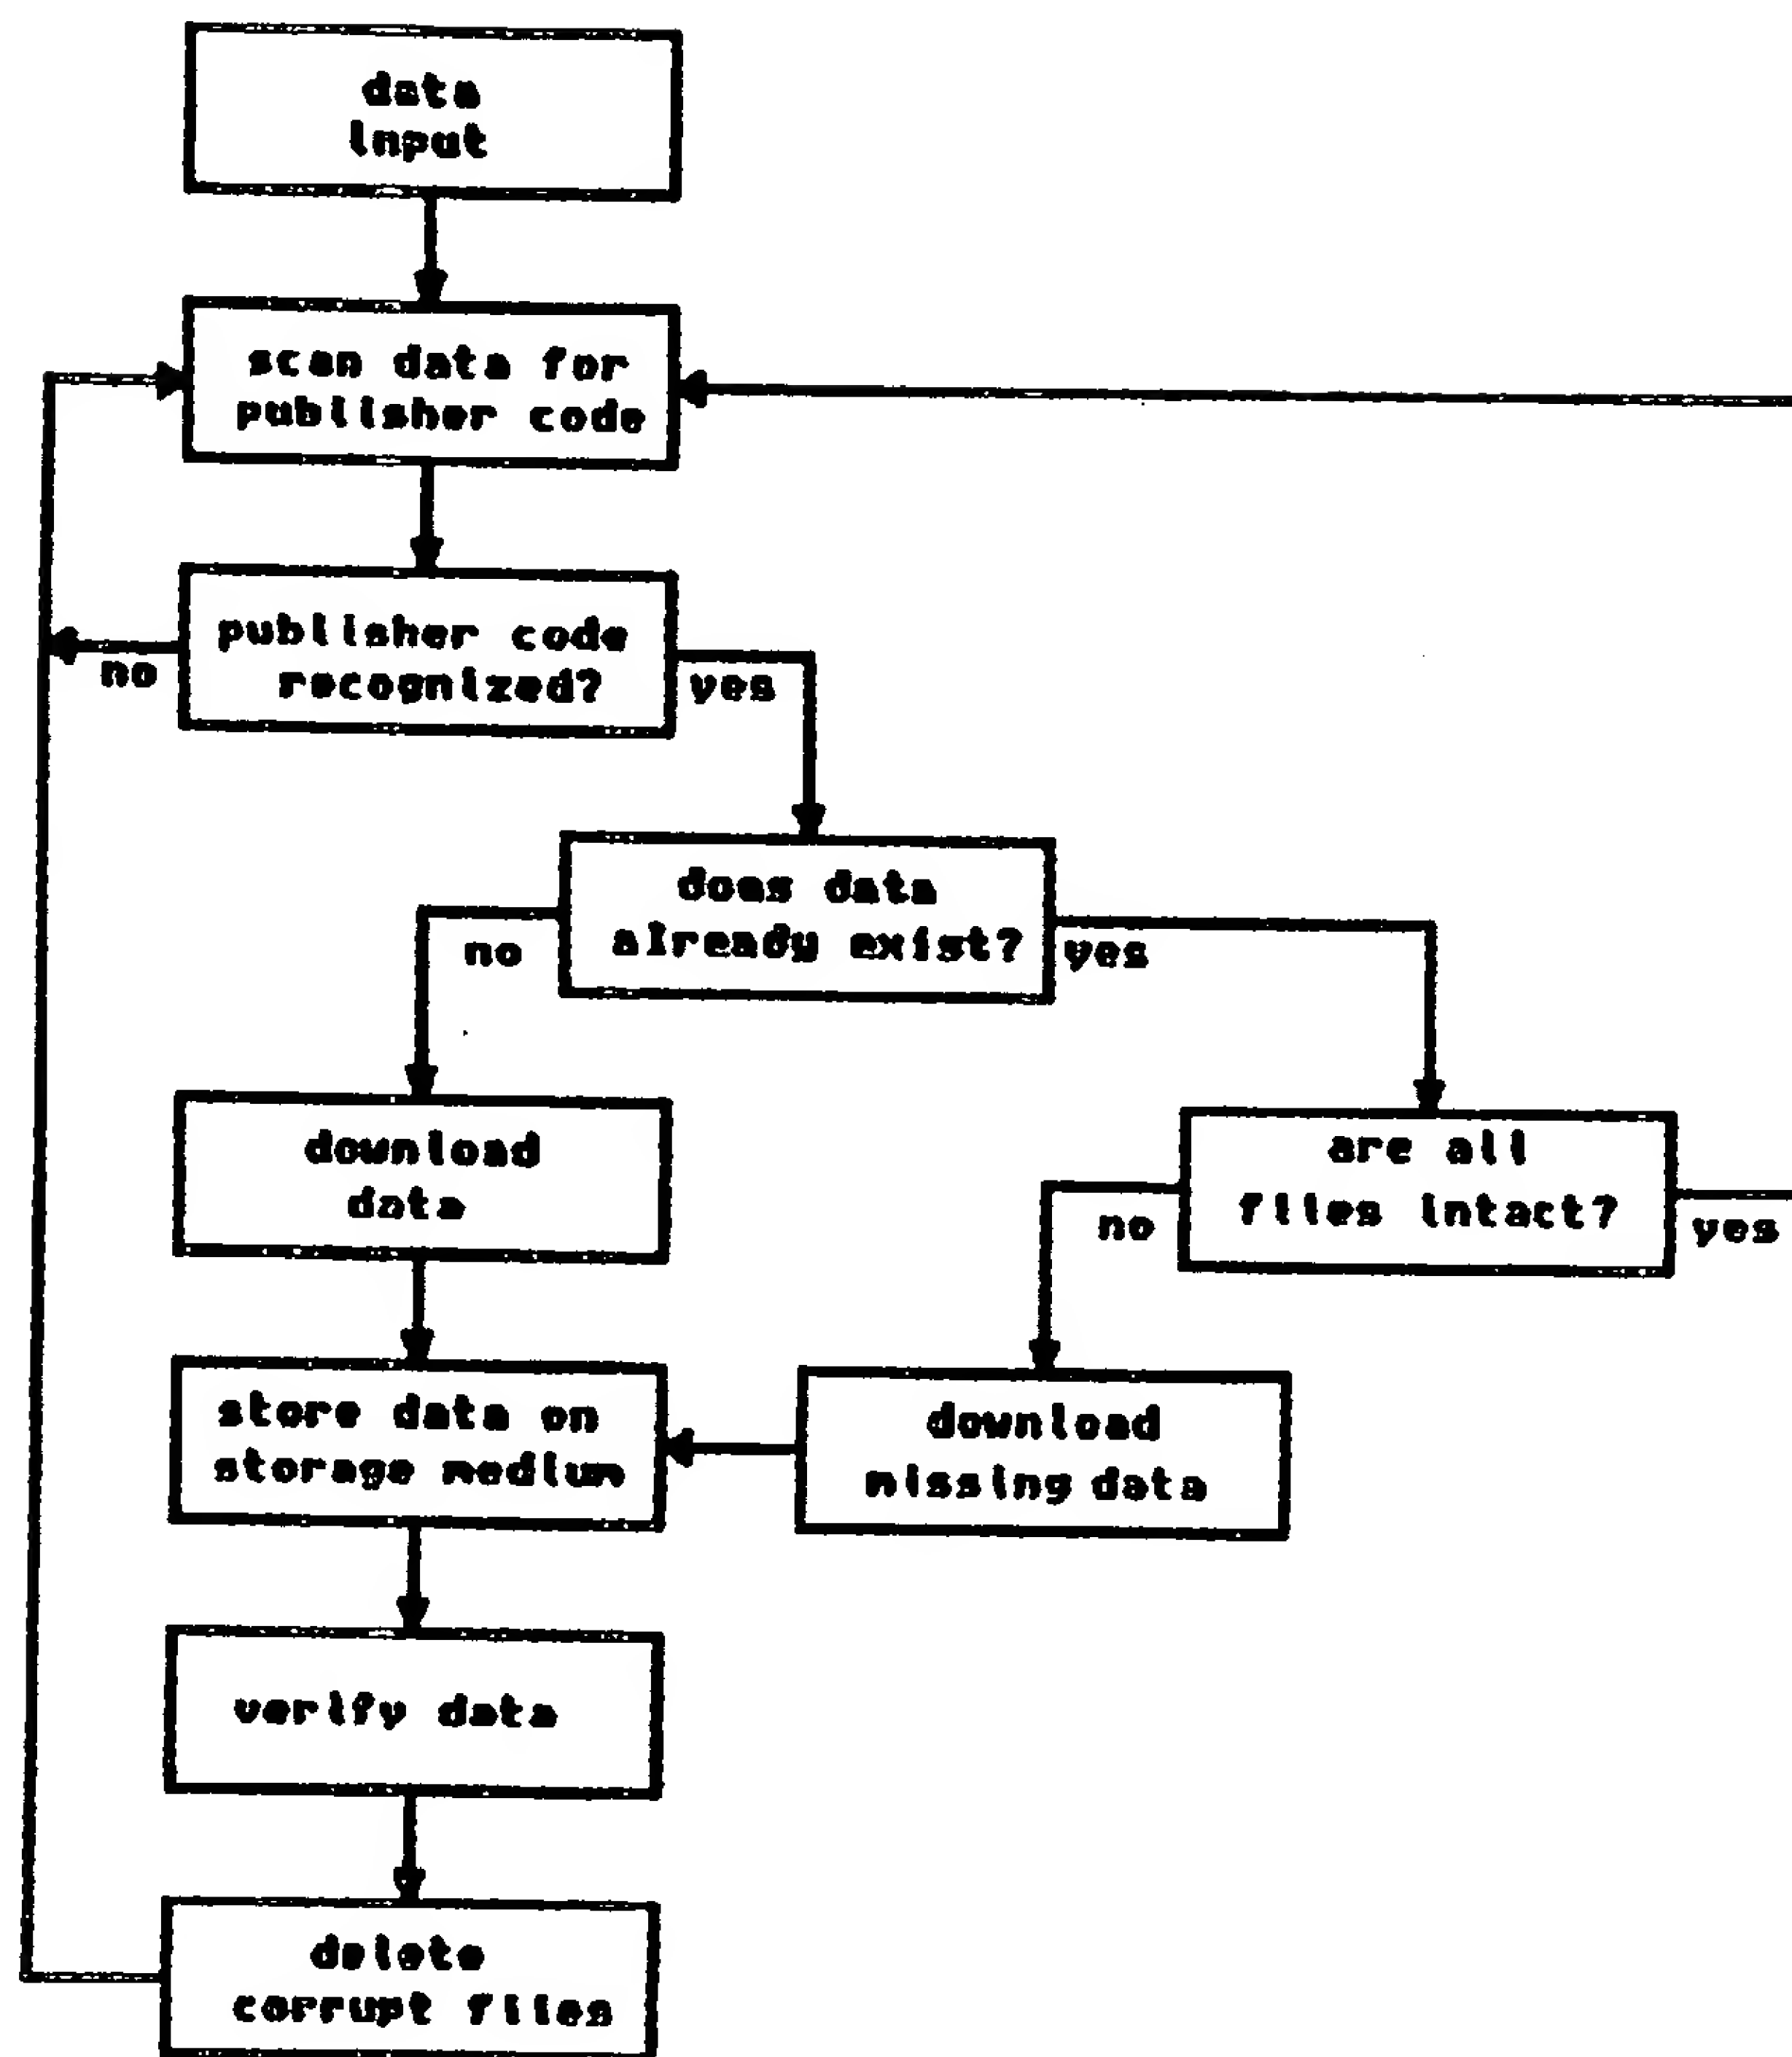 data
input
scan data for
publisher code
publisher code
recognized?
no
yes
does data
already exist?
no
yes
download
data
are all
files intact?
no
yes
store data on
storage medium
download
missing data
verify data
delete
corrupt files